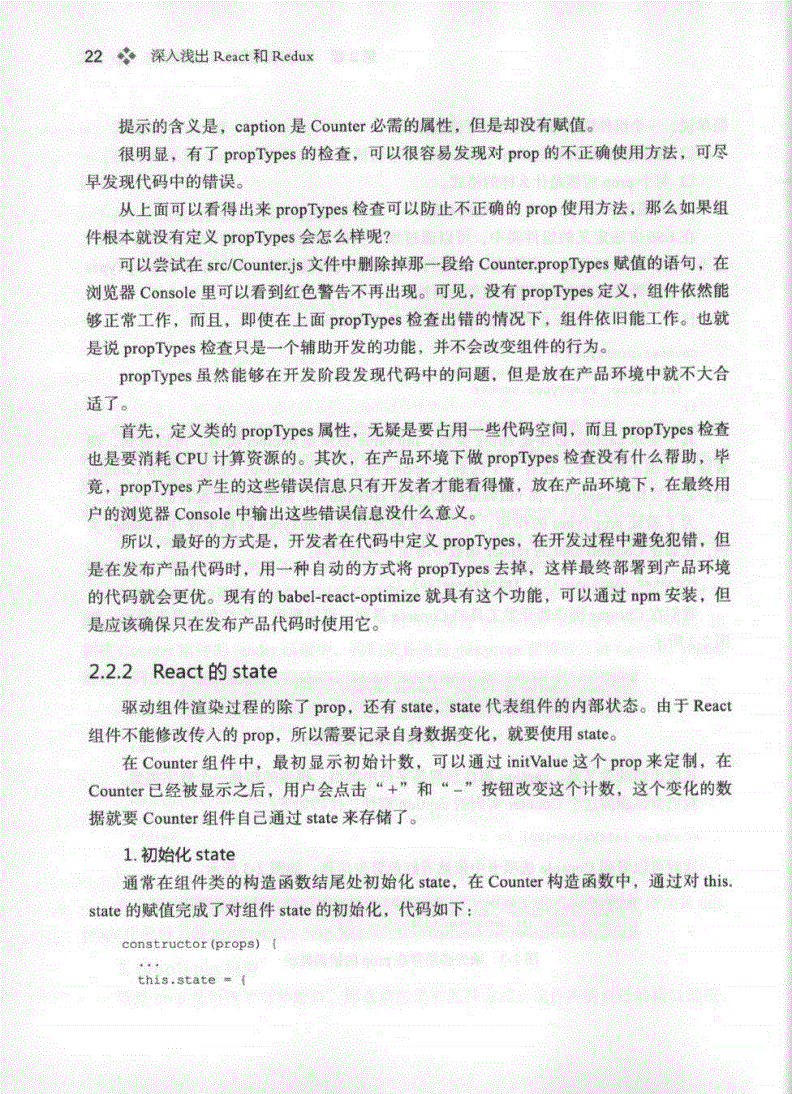 22 深入浅出 React 和 Redux
提示的含义是，caption 是 Counter 必需的属性，但是却没有赋值。
很明显，有了 propTypes 的检查，可以很容易发现对 prop 的不正确使用方法，可尽
早发现代码中的错误。
从上面可以看得出来 propTypes 检查可以防止不正确的 prop 使用方法，那么如果组
件根本就没有定义 propTypes 会怎么样呢？
可以尝试在 src/Counter.js 文件中删除掉那一段给 Counter.propTypes 赋值的语句，在
浏览器 Console 里可以看到红色警告不再出现。可见，没有 propTypes 定义，组件依然能
够正常工作，而且，即使在上面 propTypes 检查出错的情况下，组件依旧能工作。也就
是说 propTypes 检查只是一个辅助开发的功能，并不会改变组件的行为。
propTypes 虽然能够在开发阶段发现代码中的问题，但是放在产品环境中就不大合
适了。
首先，定义类的 propTypes 属性，无疑是要占用一些代码空间，而且 propTypes 检查
也是要消耗 CPU 计算资源的。其次，在产品环境下做 propTypes 检查没有什么帮助，毕
竟，propTypes 产生的这些错误信息只有开发者才能看得懂，放在产品环境下，在最终用
户的浏览器 Console 中输出这些错误信息没什么意义。
所以，最好的方式是，开发者在代码中定义 propTypes，在开发过程中避免犯错，但
是在发布产品代码时，用一种自动的方式将 propTypes 去掉，这样最终部署到产品环境
的代码就会更优。现有的 babel-react-optimize 就具有这个功能，可以通过 npm 安装，但
是应该确保只在发布产品代码时使用它。
2.2.2 React 的 state
驱动组件渲染过程的除了 prop，还有 state，state 代表组件的内部状态。由于 React
组件不能修改传入的 prop，所以需要记录自身数据变化，就要使用 state。
在 Counter 组件中，最初显示初始计数，可以通过 initValue 这个 prop 来定制，在
Counter 已经被显示之后，用户会点击“+”和“-”按钮改变这个计数，这个变化的数
据就要 Counter 组件自己通过 state 来存储了。
1. 初始化 state
通常在组件类的构造函数结尾处初始化 state，在 Counter 构造函数中，通过对 this.
state 的赋值完成了对组件 state 的初始化，代码如下：
constructor(props) {
...
this.state = {